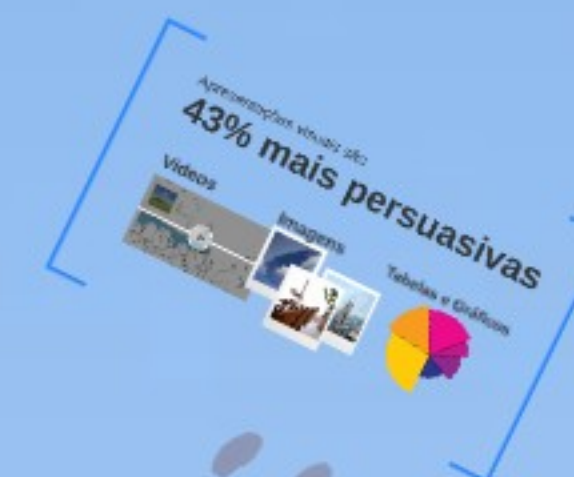 Apresentações visuais são
43% mais persuasivas
Vídeos
Imagens
Tabelas e Gráficos